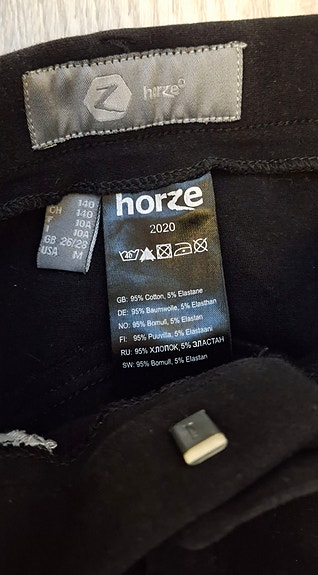 horze
140
CH 140
F 10A
I 10A
GB 26/28
USA M
horze
2020
GB: 95% Cotton, 5% Elastane
DE: 95% Baumwolle, 5% Elasthan
NO: 95% Bomull, 5% Elastan
FI: 95% Puuvilla, 5% Elastaani
RU: 95% ХЛОПОК, 5% ЭЛАСТАН
SW: 95% Bomull, 5% Elastan